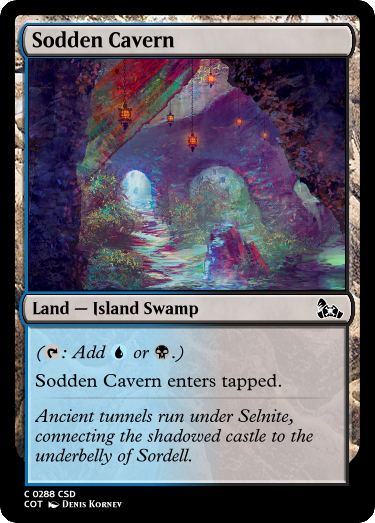 Sodden Cavern
Land — Island Swamp
(: Add or .)
Sodden Cavern enters tapped.
Ancient tunnels run under Selnite,
connecting the shadowed castle to the
underbelly of Sordell.
C 0288 CSD
COT Denis Kornev